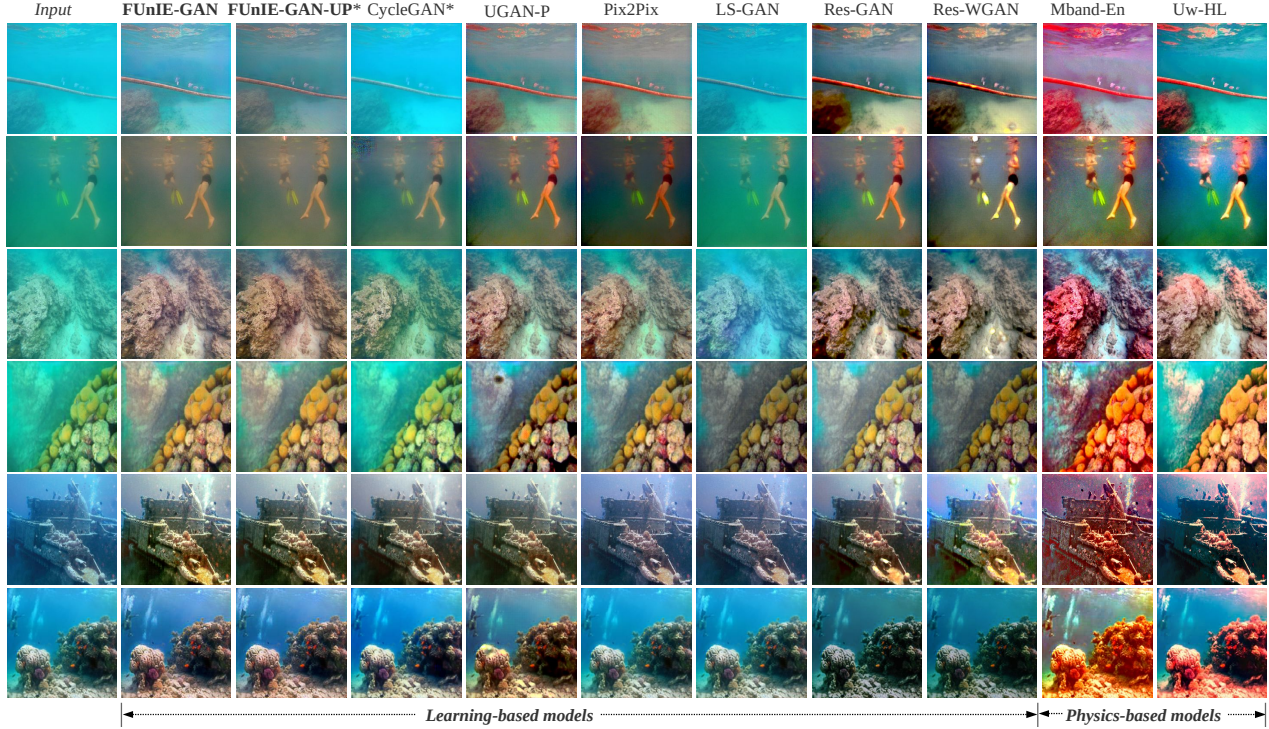 Input FUnIE-GAN FUnIE-GAN-UP* CycleGAN* UGAN-P Pix2Pix LS-GAN Res-GAN Res-WGAN Mband-En Uw-HL
Learning-based models Physics-based models